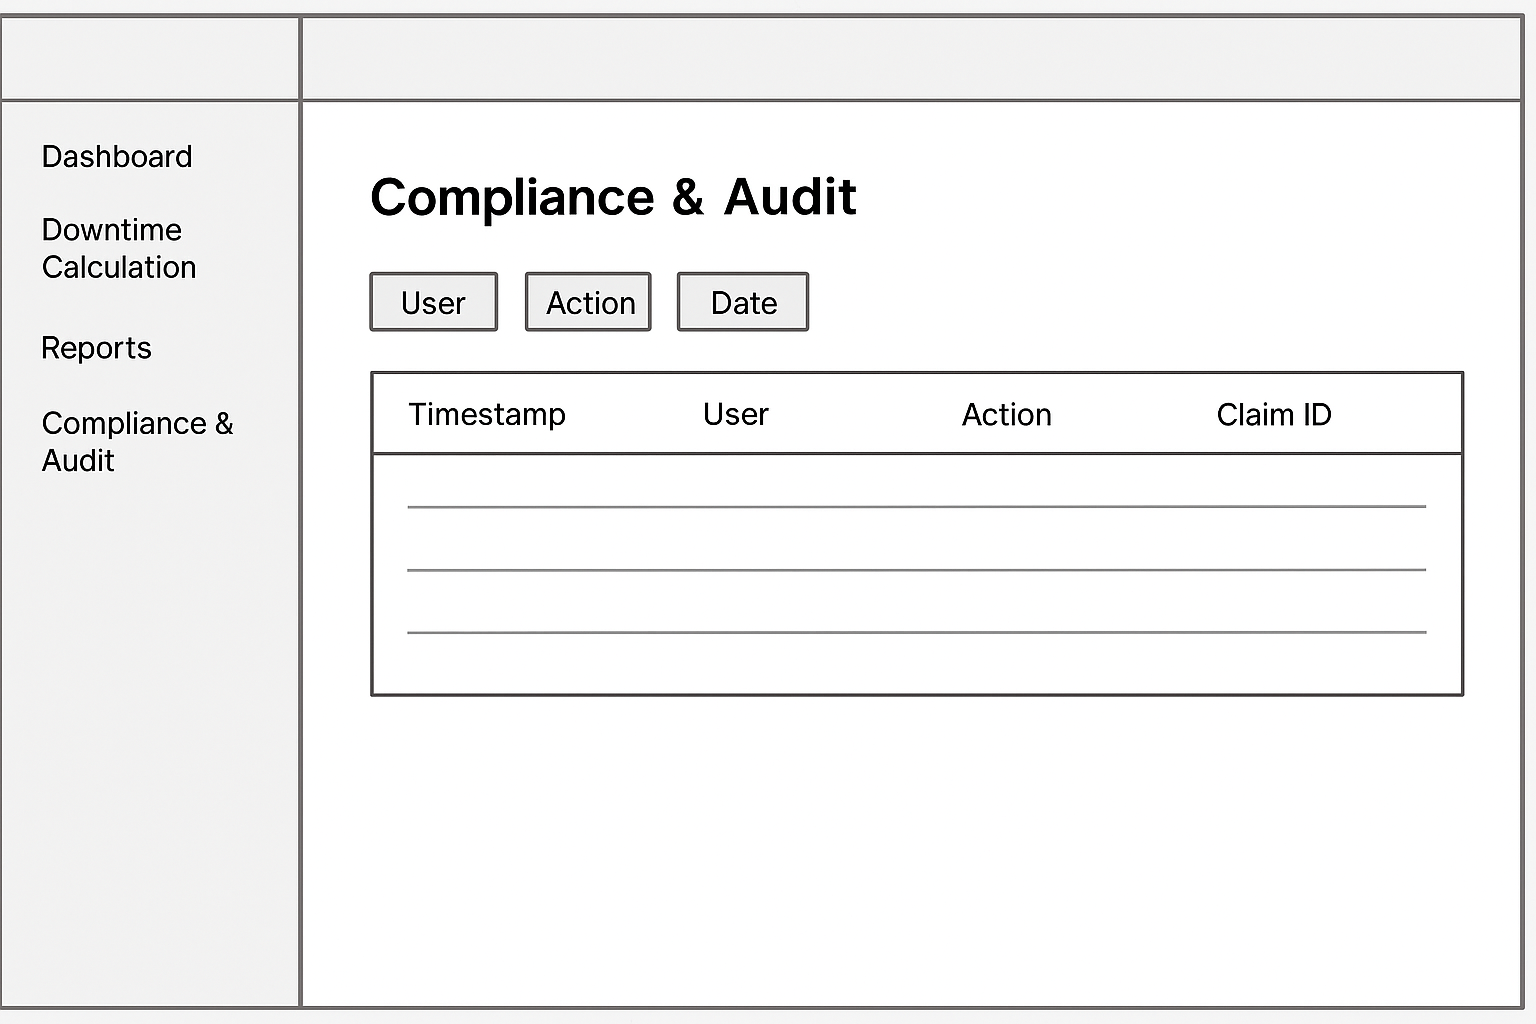 Dashboard
Downtime
Calculation
Reports
Compliance &
Audit
Compliance & Audit
User Action Date
Timestamp User Action Claim ID